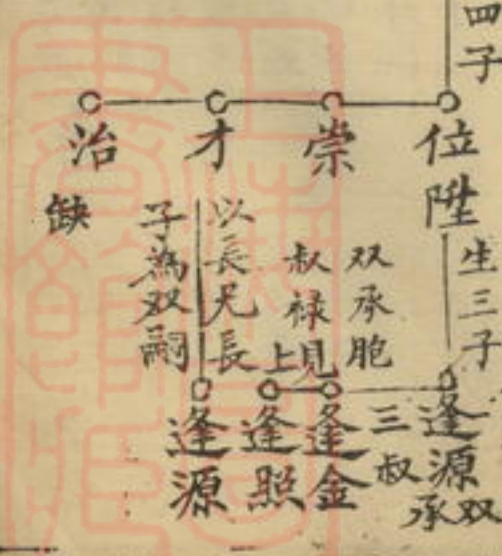 四子
位陞
生三子
崇
才
治
缺
逢源
双承
三叔
逢金
双承胞
叔禄見
上
逢照
以長兄長
子為双嗣
逢源